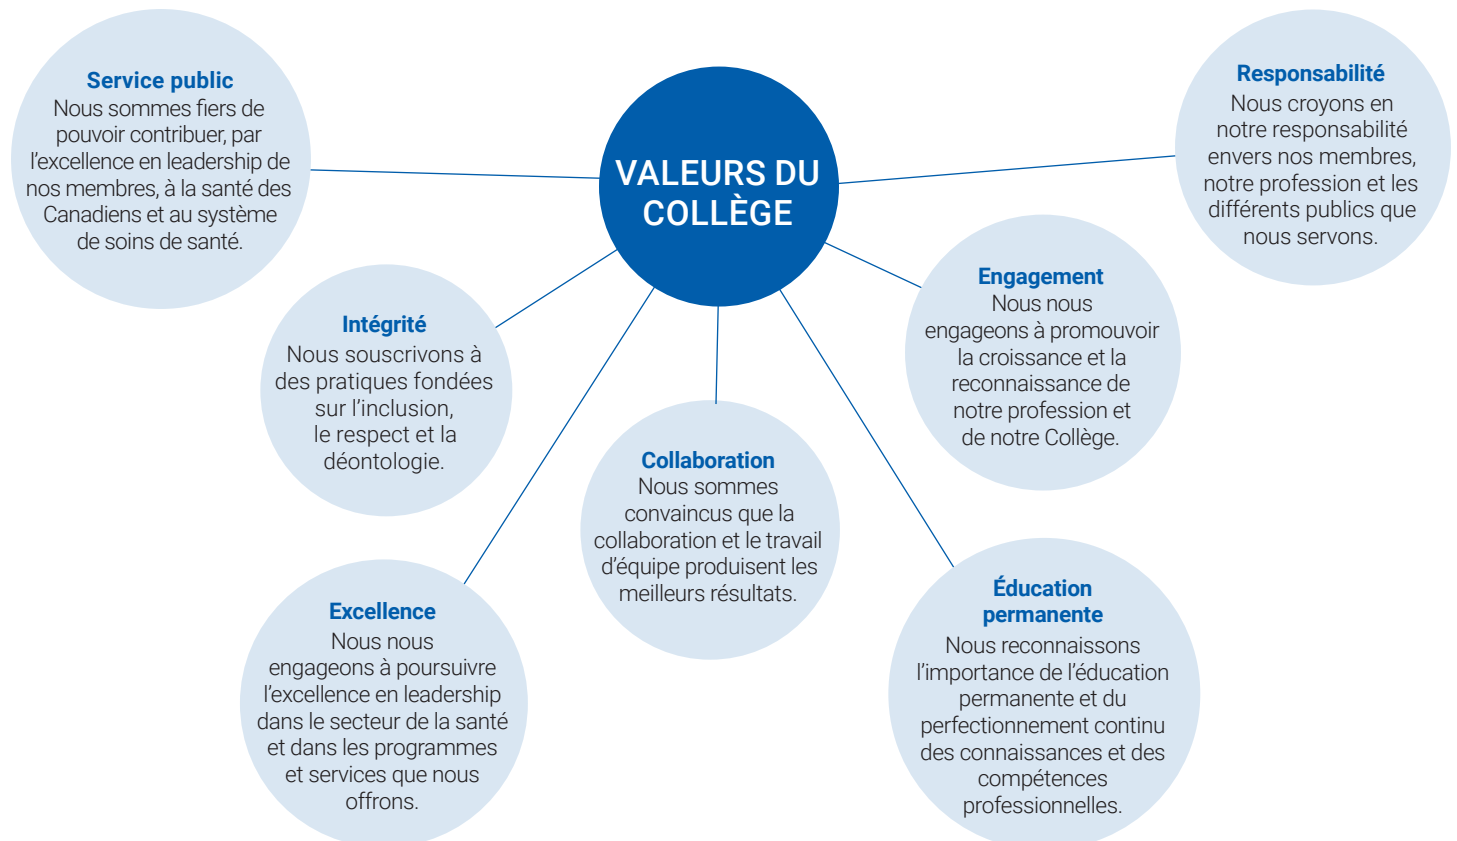 VALEURS DU
COLLÈGE
Service public
Nous sommes fiers de
pouvoir contribuer, par
l’excellence en leadership de
nos membres, à la santé des
Canadiens et au système
de soins de santé.
Intégrité
Nous souscrivons à
des pratiques fondées
sur l’inclusion,
le respect et la
déontologie.
Excellence
Nous nous
engageons à poursuivre
l’excellence en leadership
dans le secteur de la santé
et dans les programmes
et services que nous
offrons.
Collaboration
Nous sommes
convaincus que la
collaboration et le travail
d’équipe produisent les
meilleurs résultats.
Éducation
permanente
Nous reconnaissons
l’importance de l’éducation
permanente et du
perfectionnement continu
des connaissances et des
compétences
professionnelles.
Engagement
Nous nous
engageons à promouvoir
la croissance et la
reconnaissance de
notre profession et
de notre Collège.
Responsabilité
Nous croyons en
notre responsabilité
envers nos membres,
notre profession et les
différents publics que
nous servons.